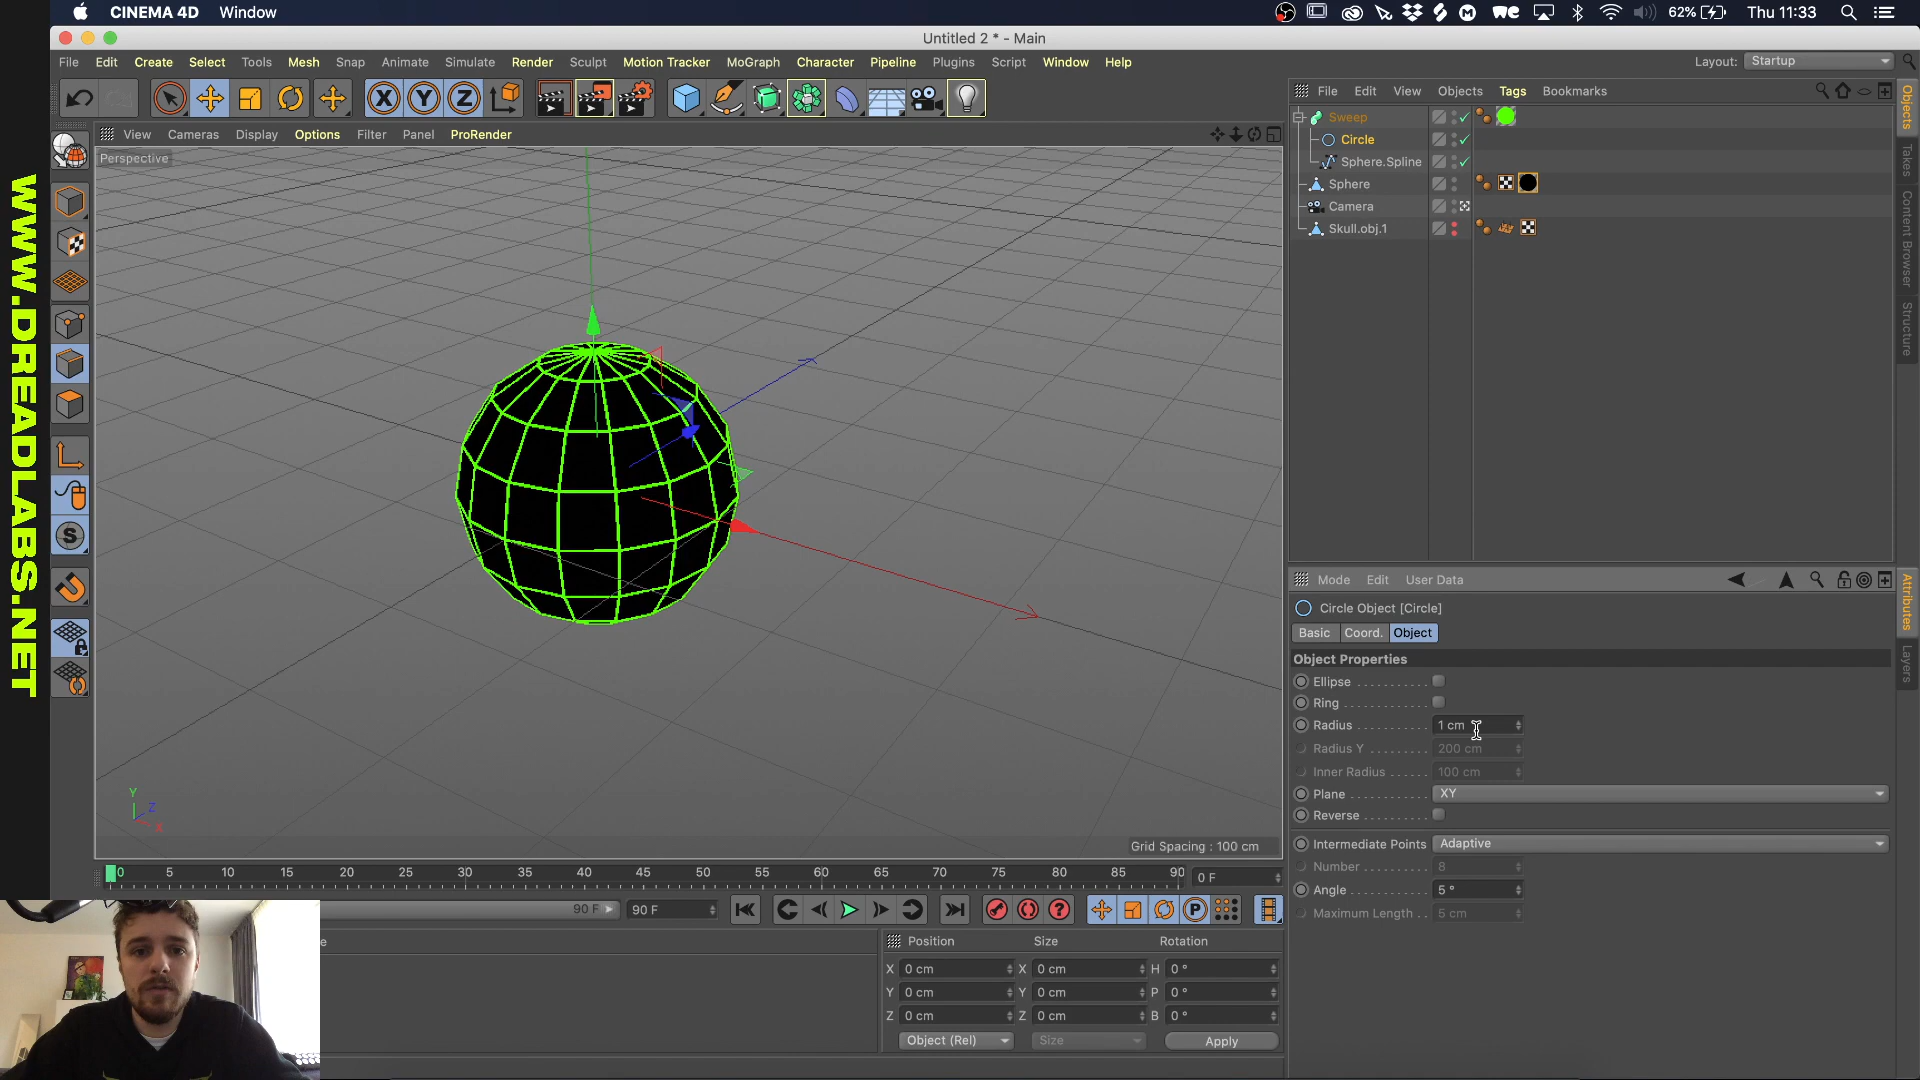 CINEMA 4D Window 62% Thu 11:33
Untitled 2 * - Main
File Edit Create Select Tools Mesh Snap Animate Simulate Render Sculpt Motion Tracker MoGraph Character Pipeline Plugins Script Window Help Layout: Startup
X Y Z
View Cameras Display Options Filter Panel ProRender
Perspective
WWW.DREADLABS.NET
Y
Z
X
Grid Spacing : 100 cm
0 5 10 15 20 25 30 35 40 45 50 55 60 65 70 75 80 85 90 0 F
90 F 90 F
P
Position Size Rotation
X 0 cm X 0 cm H 0 °
Y 0 cm Y 0 cm P 0 °
Z 0 cm Z 0 cm B 0 °
Object (Rel) Size Apply
File Edit View Objects Tags Bookmarks
Sweep
Circle
Sphere.Spline
Sphere
Camera
Skull.obj.1
Objects
Takes
Content Browser
Structure
Mode Edit User Data
Circle Object [Circle]
Basic Coord. Object
Object Properties
Ellipse
Ring
Radius 1 cm
Radius Y 200 cm
Inner Radius 100 cm
Plane XY
Reverse
Intermediate Points Adaptive
Number 8
Angle 5 °
Maximum Length 5 cm
Attributes
Layers